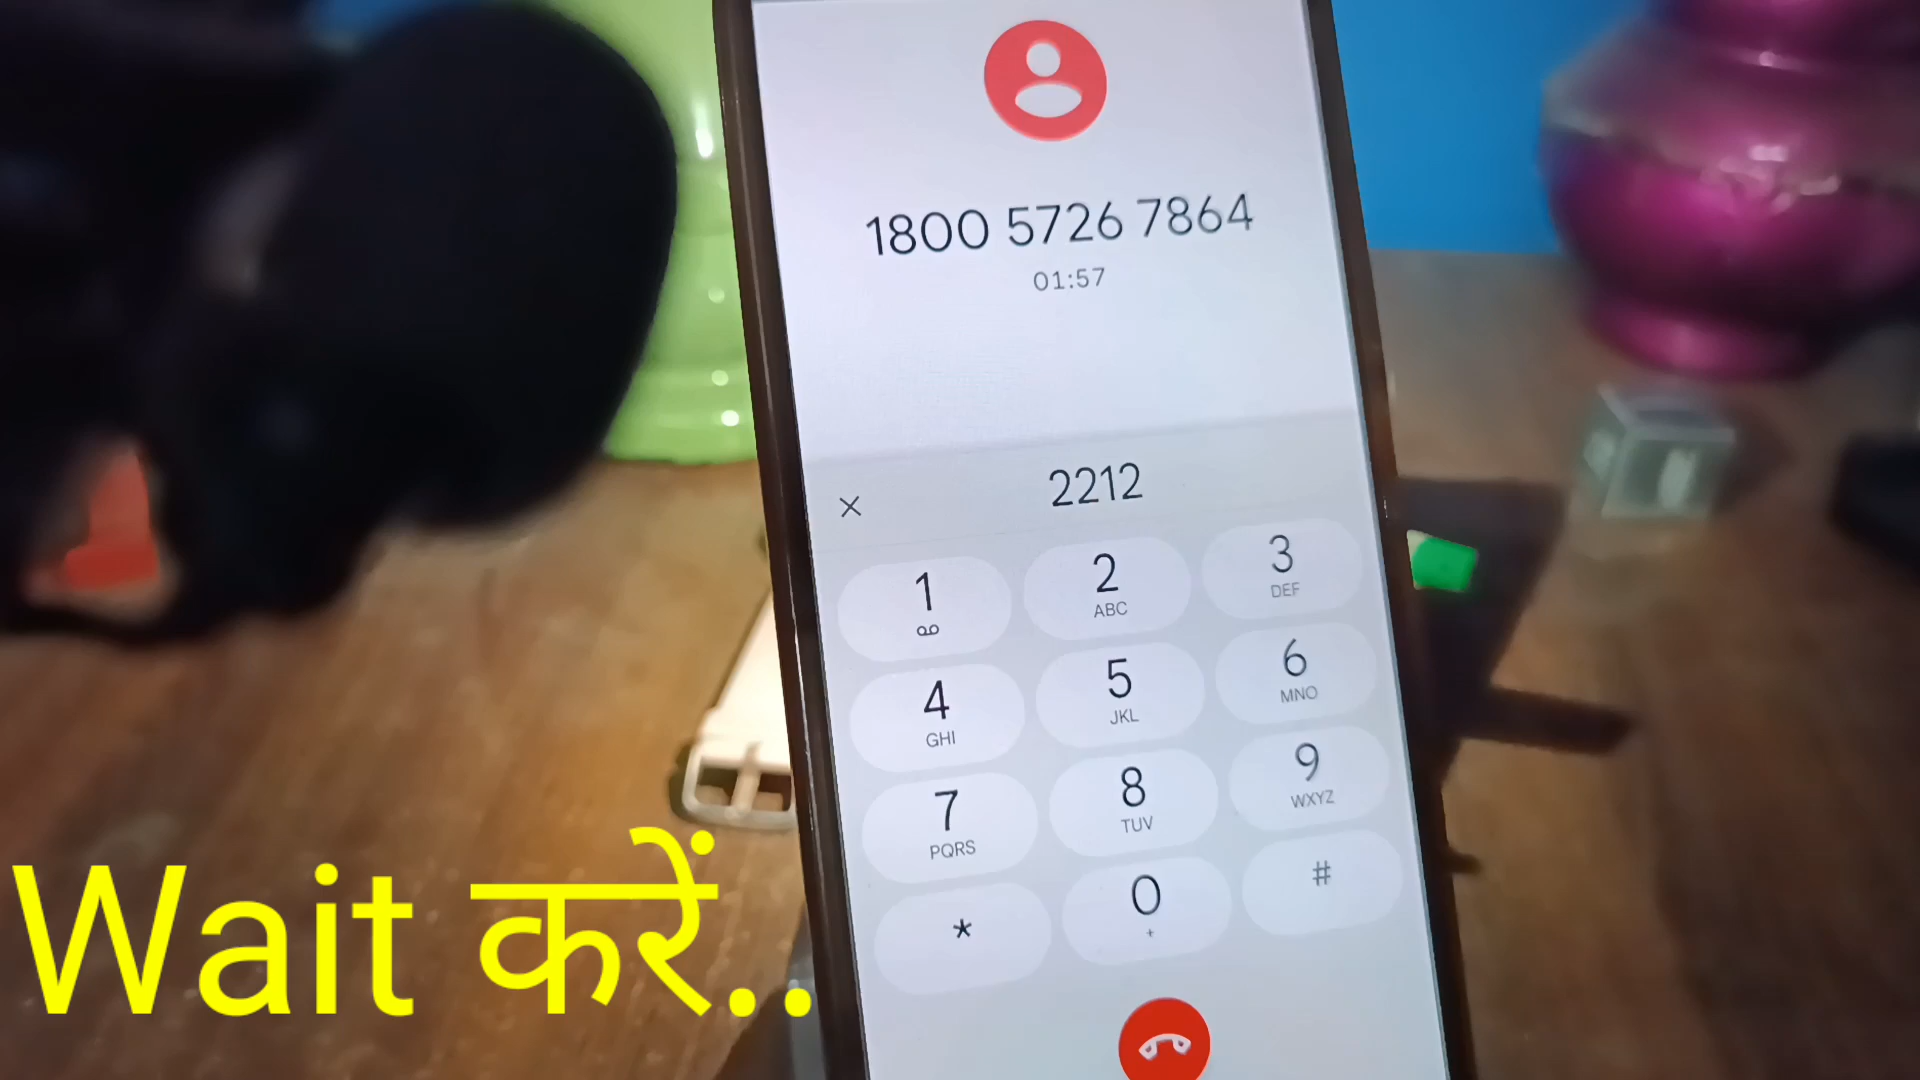 1800 5726 7864
01:57
2212
1
2 ABC
3 DEF
4 GHI
5 JKL
6 MNO
7 PQRS
8 TUV
9 WXYZ
*
0 +
#
Wait करें..